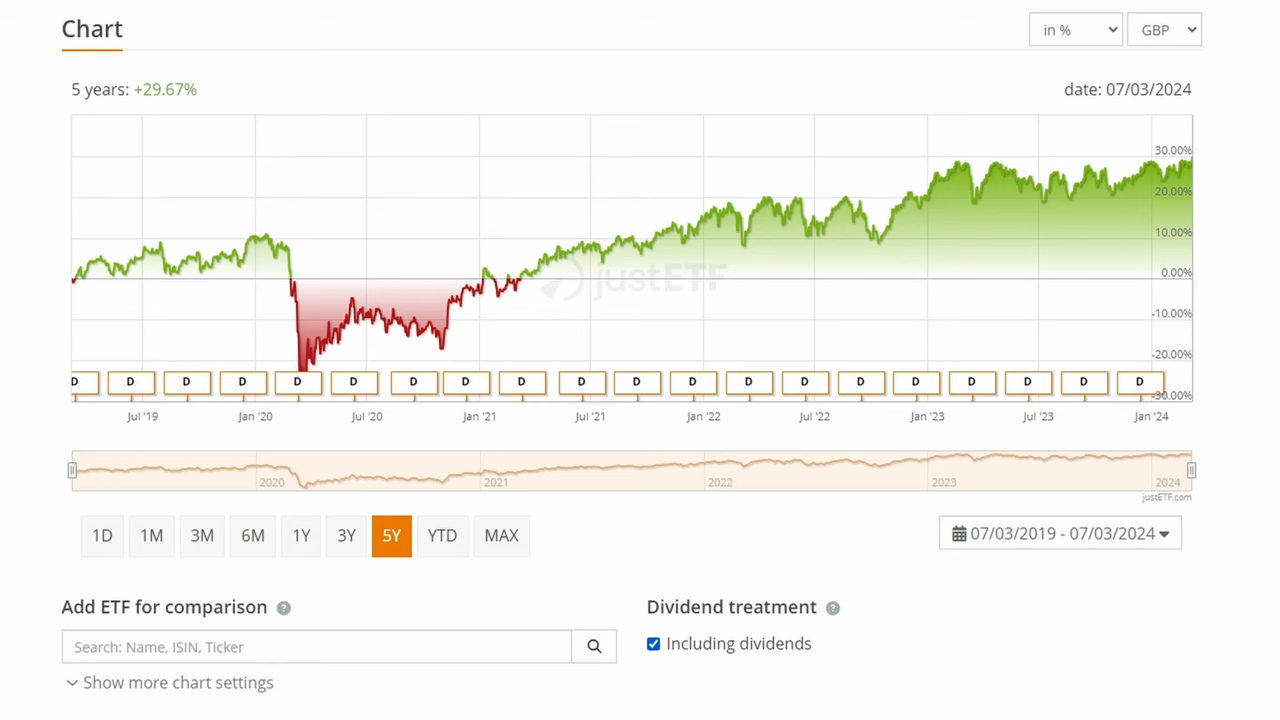 Chart
in % GBP
5 years: +29.67% date: 07/03/2024
30.00%
20.00%
10.00%
0.00%
-10.00%
-20.00%
-30.00%
justETF
D D D D D D D D D D D D D D D D D D D D
Jul '19 Jan '20 Jul '20 Jan '21 Jul '21 Jan '22 Jul '22 Jan '23 Jul '23 Jan '24
2020 2021 2022 2023 2024
justETF.com
1D 1M 3M 6M 1Y 3Y 5Y YTD MAX 07/03/2019 - 07/03/2024
Add ETF for comparison ? Dividend treatment ?
Search: Name, ISIN, Ticker Including dividends
Show more chart settings